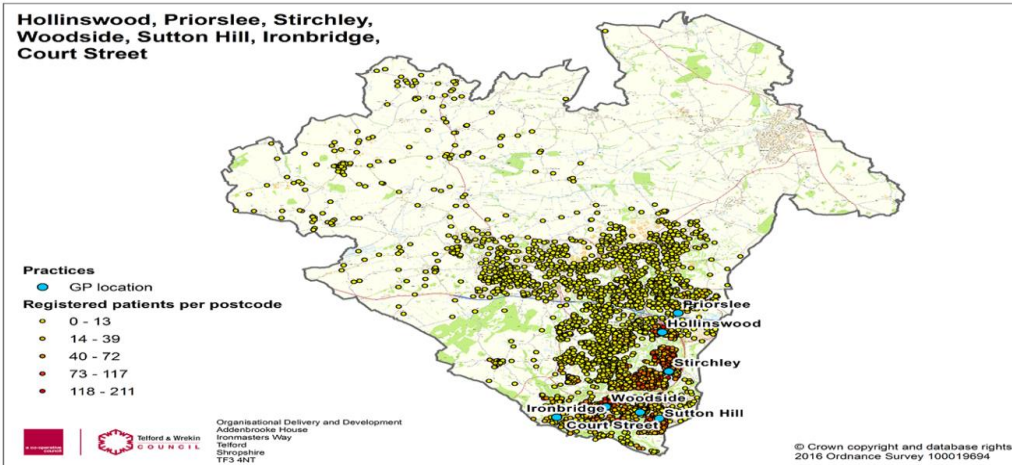 Hollinswood, Priorslee, Stirchley,
Woodside, Sutton Hill, Ironbridge,
Court Street
Priorslee
Hollinswood
Stirchley
Woodside
Ironbridge
Sutton Hill
Court Street
Practices
GP location
Registered patients per postcode
0 - 13
14 - 39
40 - 72
73 - 117
118 - 211
a co-operative
council
Telford & Wrekin
COUNCIL
Organisational Delivery and Development
Addenbrooke House
Ironmasters Way
Telford
Shropshire
TF3 4NT
© Crown copyright and database rights
2016 Ordnance Survey 100019694